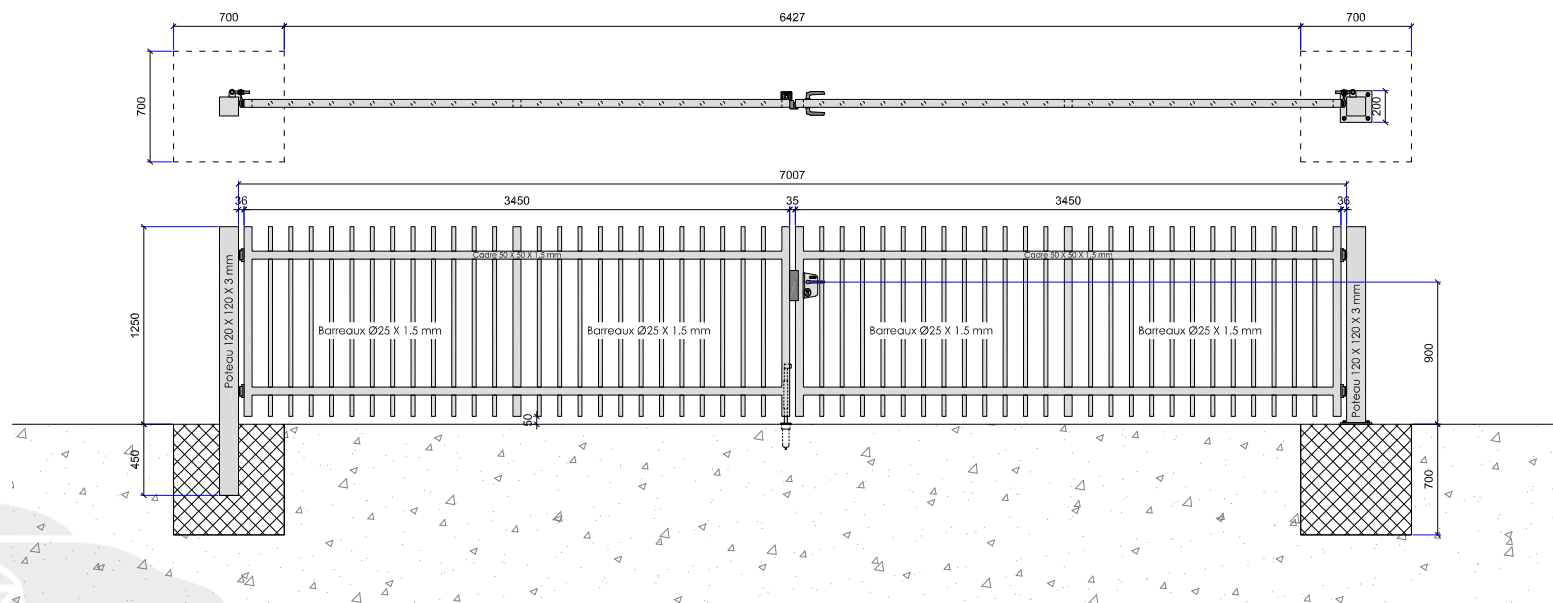 700
6427
700
700
200
7007
36
3450
35
3450
36
Cadre 50 X 50 X 1.5 mm
Cadre 50 X 50 X 1.5 mm
Poteau 120 X 120 X 3 mm
1250
Barreaux Ø25 X 1.5 mm
Barreaux Ø25 X 1.5 mm
Barreaux Ø25 X 1.5 mm
Barreaux Ø25 X 1.5 mm
Poteau 120 X 120 X 3 mm
900
50
450
700